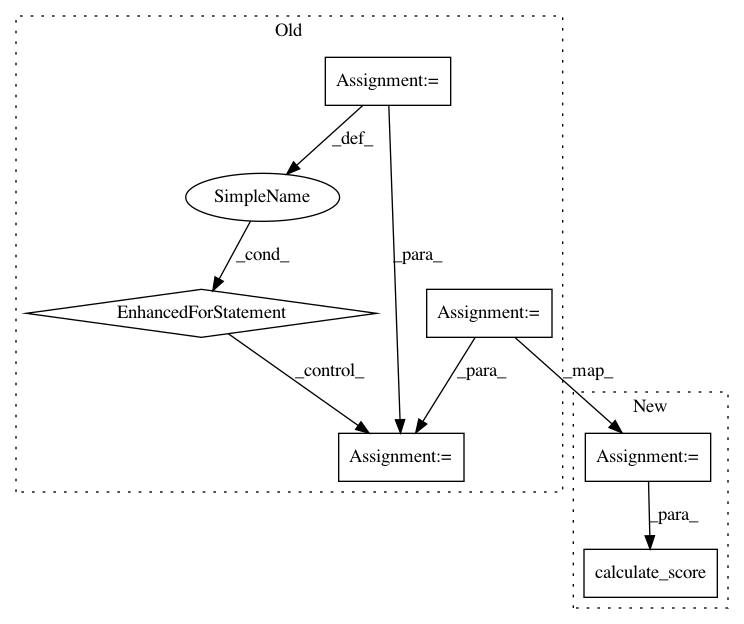 Old
Assignment:=
_def_
SimpleName
_cond_
_para_
EnhancedForStatement
Assignment:=
_control_
_para_
_map_
New
Assignment:=
Assignment:=
_para_
calculate_score